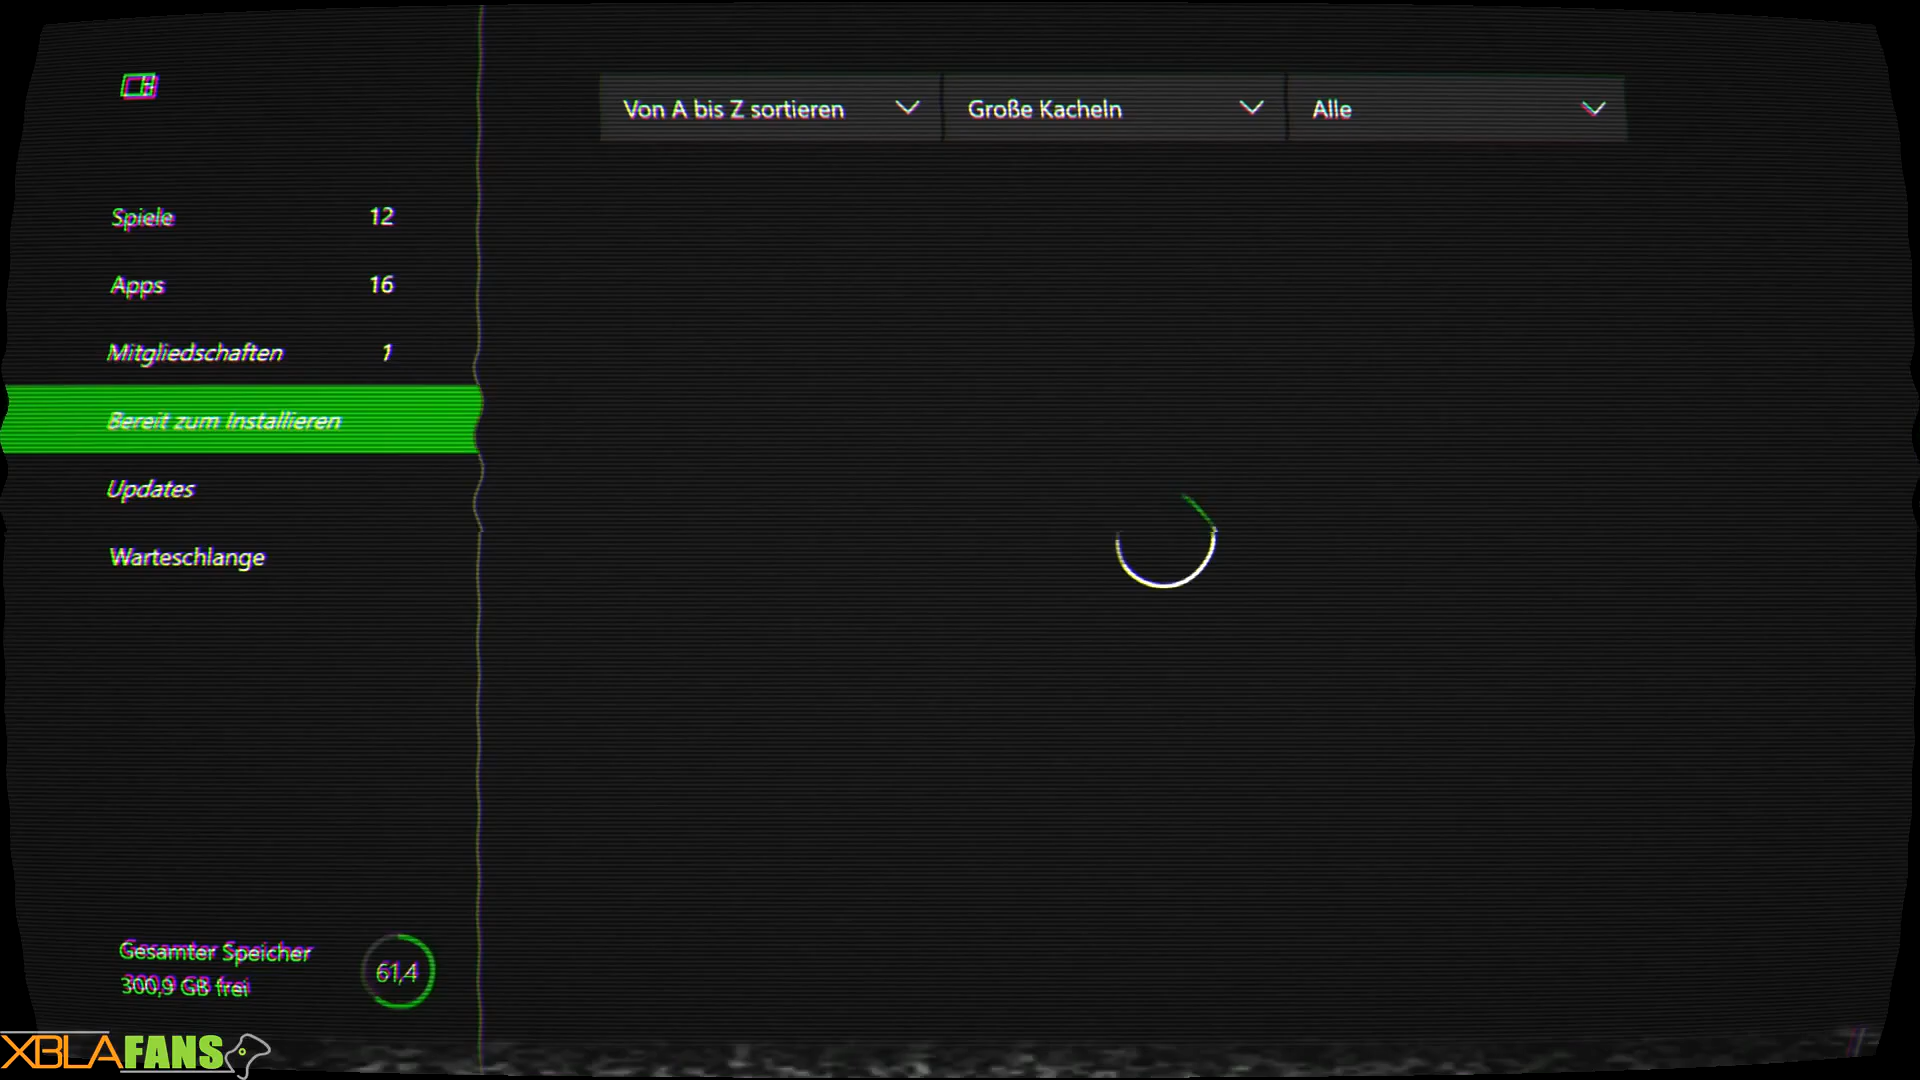 Von A bis Z sortieren
Große Kacheln
Alle
Spiele 12
Apps 16
Mitgliedschaften 1
Bereit zum Installieren
Updates
Warteschlange
Gesamter Speicher
300,9 GB frei
61,4
XBLAFANS